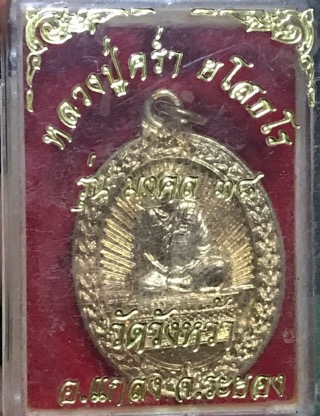 หลวงปู่คร่ำ ยโสธโร
รุ่น มงคล ๓๕
วัดวังหว้า
อ.แกลง จ.ระยอง